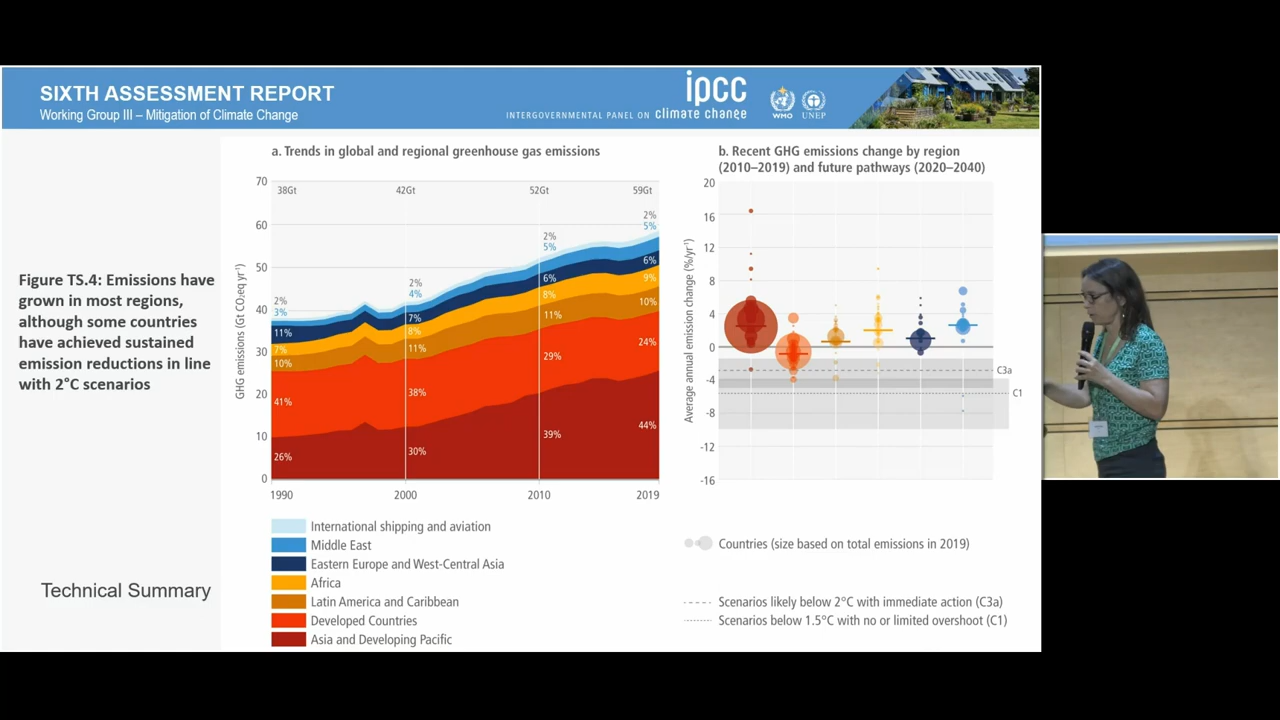 SIXTH ASSESSMENT REPORT
Working Group III – Mitigation of Climate Change
ipcc
INTERGOVERNMENTAL PANEL ON climate change
WMO
UNEP
Figure TS.4: Emissions have
grown in most regions,
although some countries
have achieved sustained
emission reductions in line
with 2°C scenarios
Technical Summary
a. Trends in global and regional greenhouse gas emissions
GHG emissions (Gt CO₂eq yr⁻¹)
70
60
50
40
30
20
10
0
38Gt
42Gt
52Gt
59Gt
2%
3%
11%
7%
10%
41%
26%
2%
4%
7%
8%
11%
38%
30%
2%
5%
6%
8%
11%
29%
39%
2%
5%
6%
9%
10%
24%
44%
1990
2000
2010
2019
International shipping and aviation
Middle East
Eastern Europe and West-Central Asia
Africa
Latin America and Caribbean
Developed Countries
Asia and Developing Pacific
b. Recent GHG emissions change by region
(2010–2019) and future pathways (2020–2040)
Average annual emission change (%/yr⁻¹)
20
16
12
8
4
0
-4
-8
-12
-16
C3a
C1
Countries (size based on total emissions in 2019)
Scenarios likely below 2°C with immediate action (C3a)
Scenarios below 1.5°C with no or limited overshoot (C1)